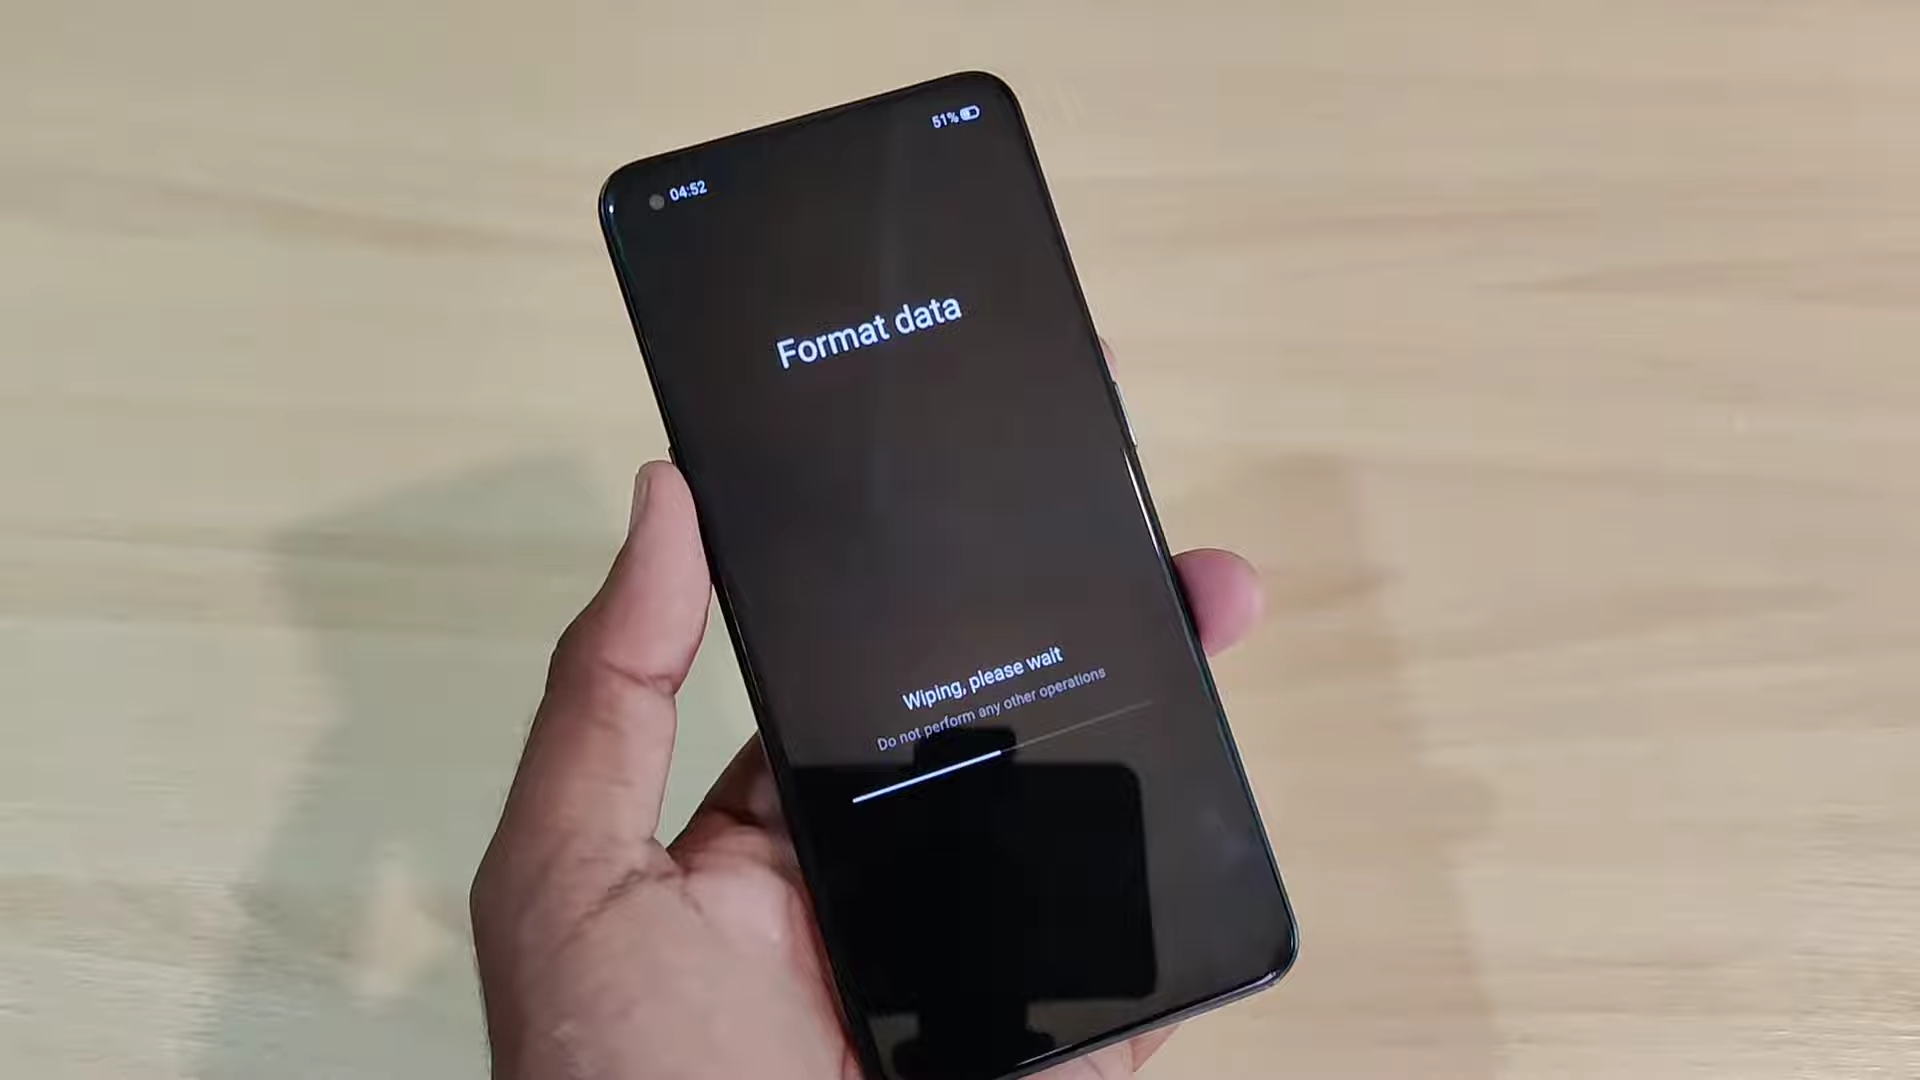 04:52
51%
Format data
Wiping, please wait
Do not perform any other operations